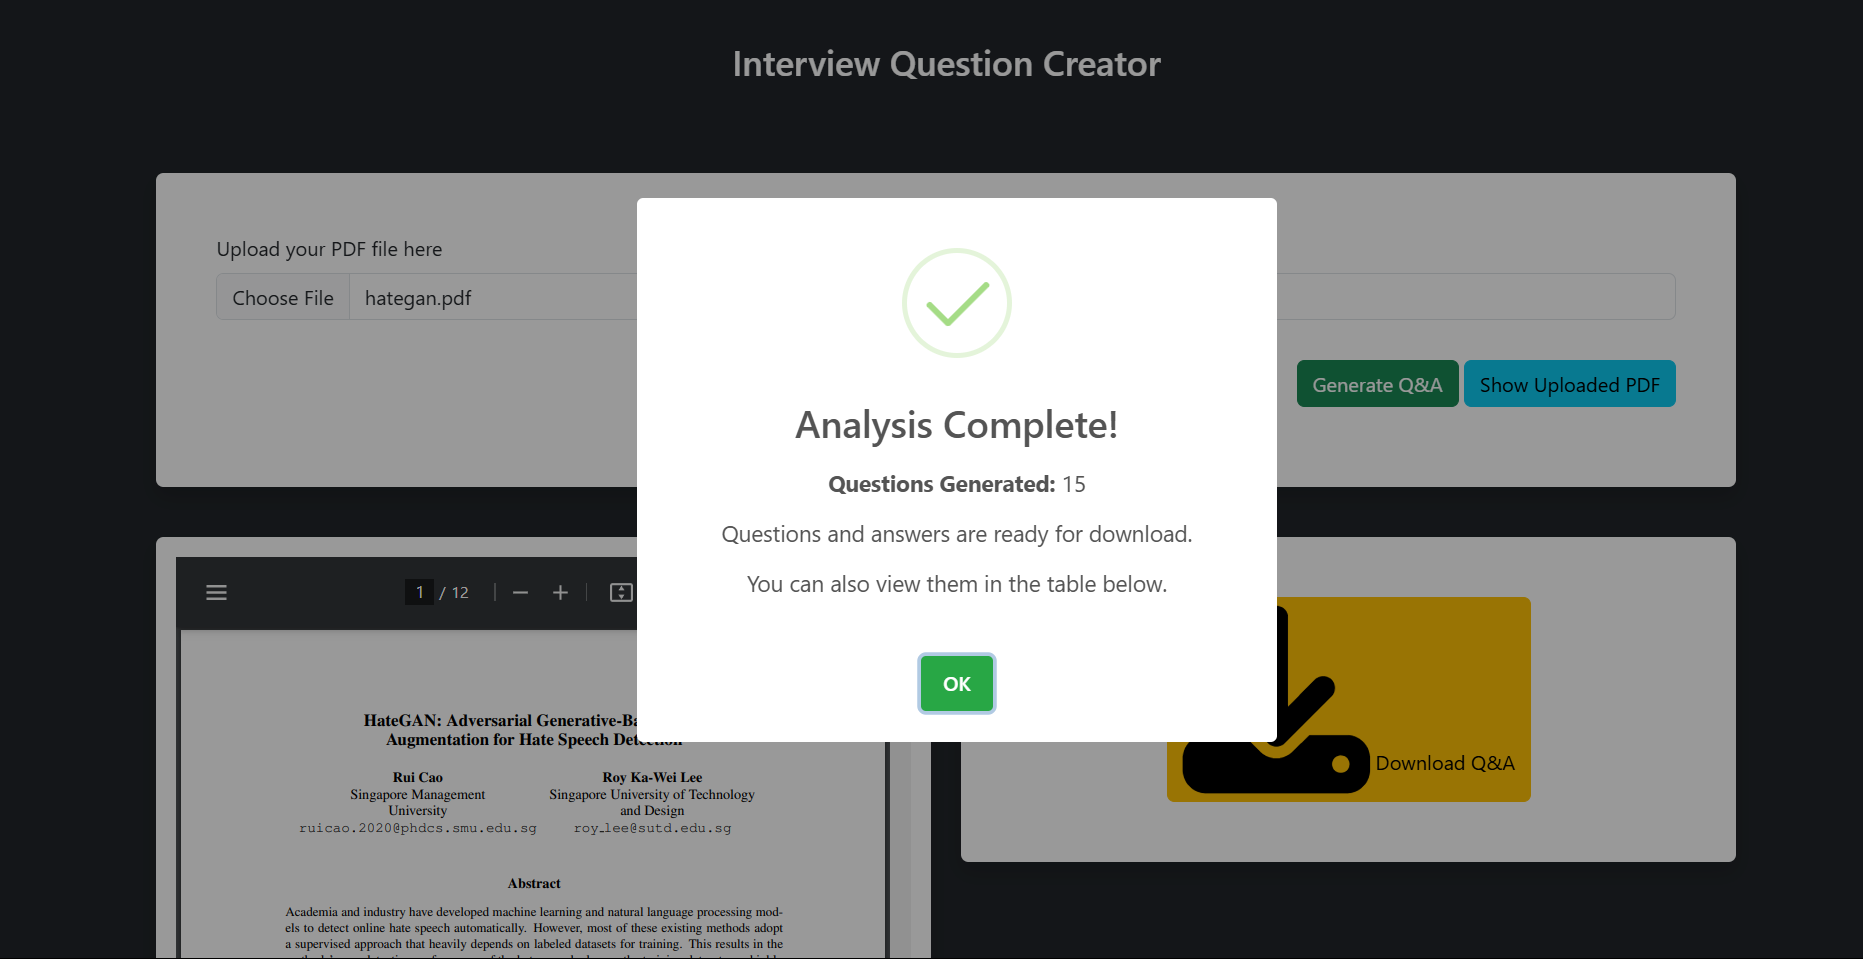 Interview Question Creator
Upload your PDF file here
Choose File hategan.pdf
Generate Q&A Show Uploaded PDF
Analysis Complete!
Questions Generated: 15
Questions and answers are ready for download.
You can also view them in the table below.
OK
1 / 12
HateGAN: Adversarial Generative-Ba
Augmentation for Hate Speech Detection
Rui Cao
Singapore Management
University
ruicao.2020@phdcs.smu.edu.sg
Roy Ka-Wei Lee
Singapore University of Technology
and Design
roy_lee@sutd.edu.sg
Abstract
Academia and industry have developed machine learning and natural language processing mod-
els to detect online hate speech automatically. However, most of these existing methods adopt
a supervised approach that heavily depends on labeled datasets for training. This results in the
Download Q&A